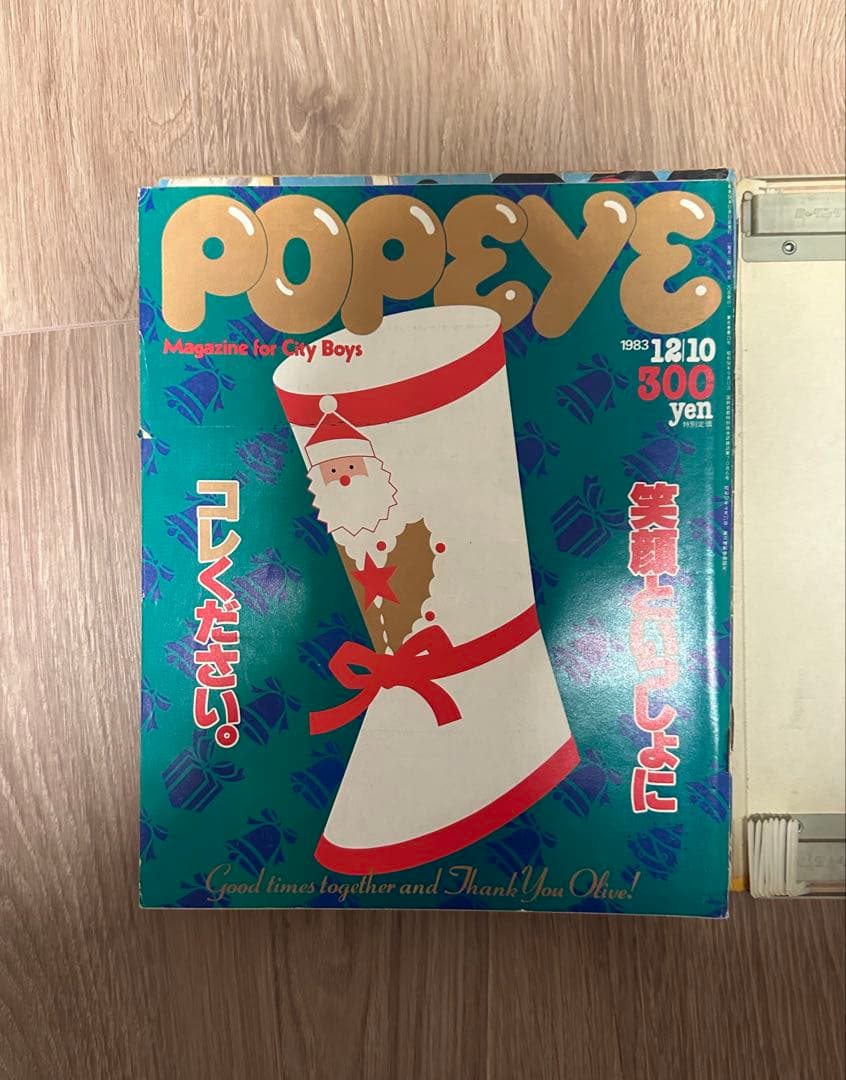 POPEYE
Magazine for City Boys
1983 12|10
300
yen
特別定価
笑顔といっしょに
コレください。
Good times together and Thank You Olive!